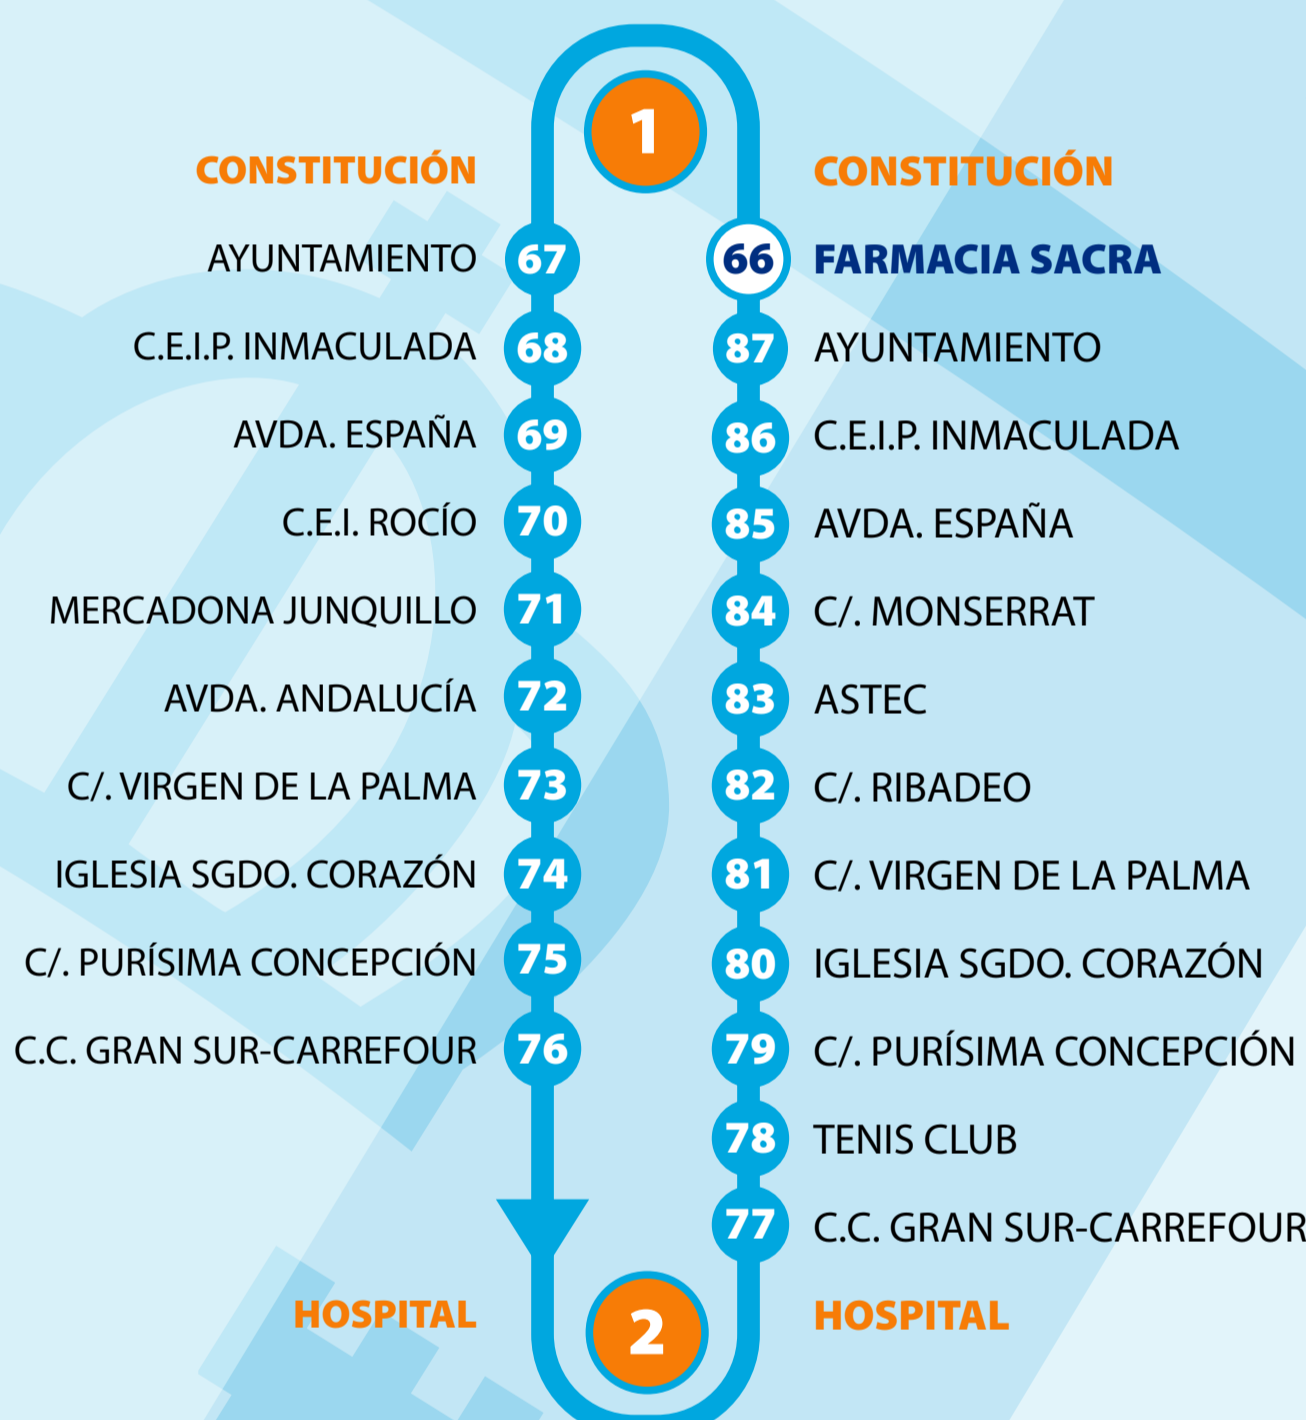 1
CONSTITUCIÓN
CONSTITUCIÓN
AYUNTAMIENTO 67
66 FARMACIA SACRA
C.E.I.P. INMACULADA 68
87 AYUNTAMIENTO
AVDA. ESPAÑA 69
86 C.E.I.P. INMACULADA
C.E.I. ROCÍO 70
85 AVDA. ESPAÑA
MERCADONA JUNQUILLO 71
84 C/. MONSERRAT
AVDA. ANDALUCÍA 72
83 ASTEC
C/. VIRGEN DE LA PALMA 73
82 C/. RIBADEO
IGLESIA SGDO. CORAZÓN 74
81 C/. VIRGEN DE LA PALMA
C/. PURÍSIMA CONCEPCIÓN 75
80 IGLESIA SGDO. CORAZÓN
C.C. GRAN SUR-CARREFOUR 76
79 C/. PURÍSIMA CONCEPCIÓN
78 TENIS CLUB
77 C.C. GRAN SUR-CARREFOUR
HOSPITAL
HOSPITAL
2